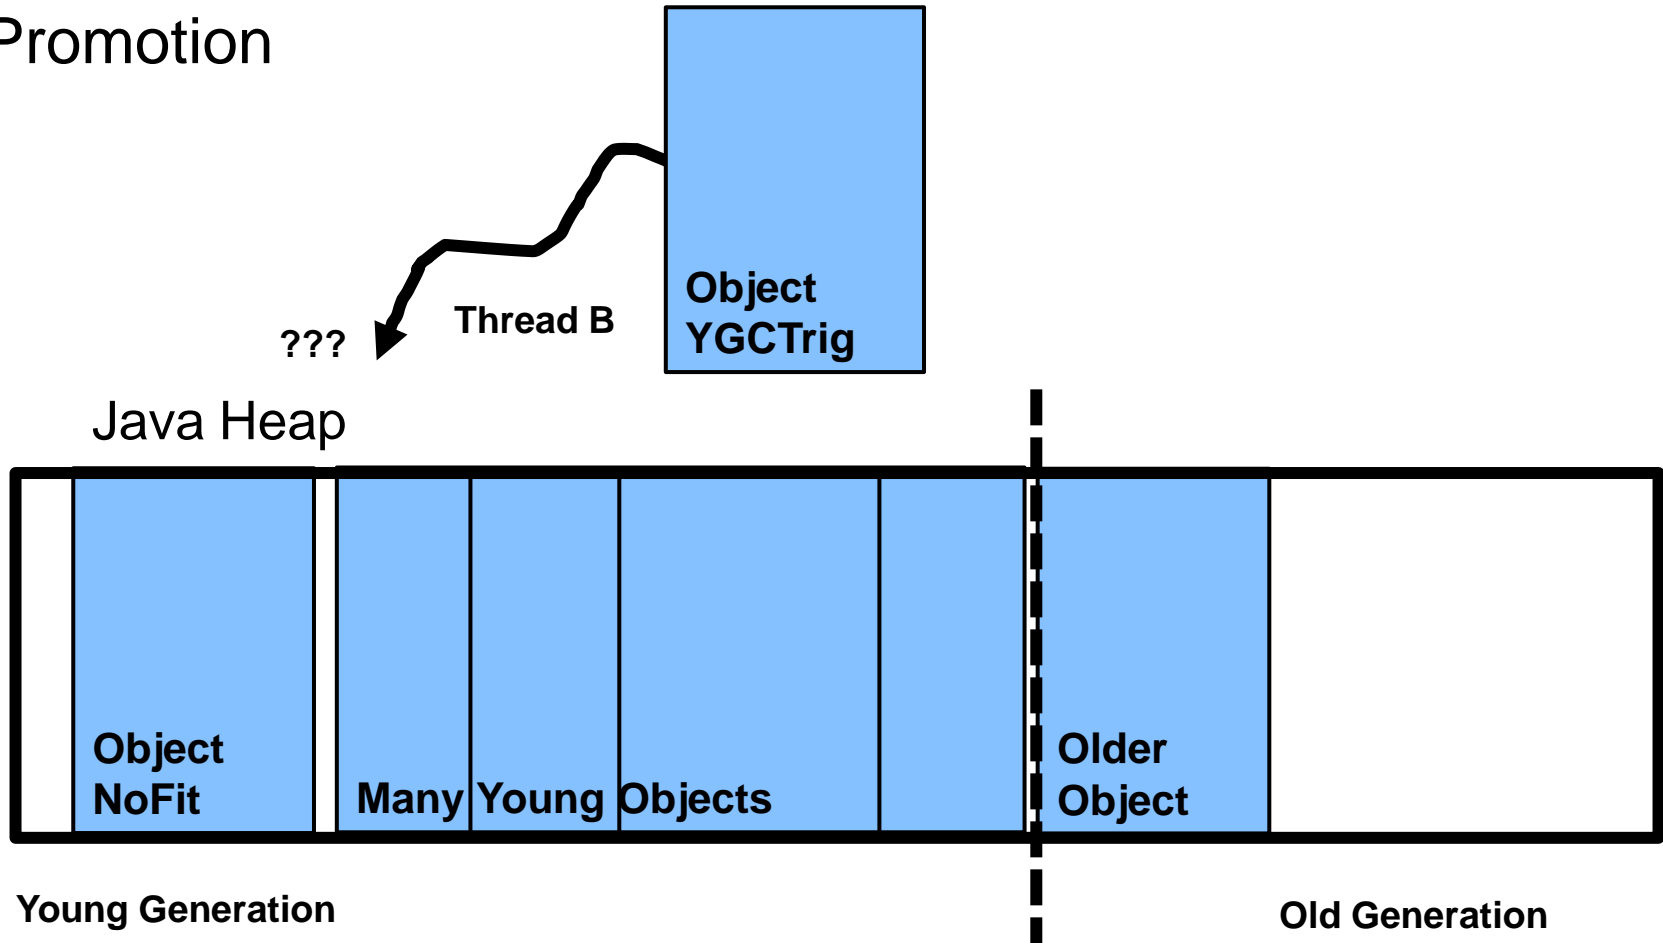 Promotion
Object
YGCTrig
Thread B
???
Java Heap
Object
NoFit
Many Young Objects
Older
Object
Young Generation
Old Generation